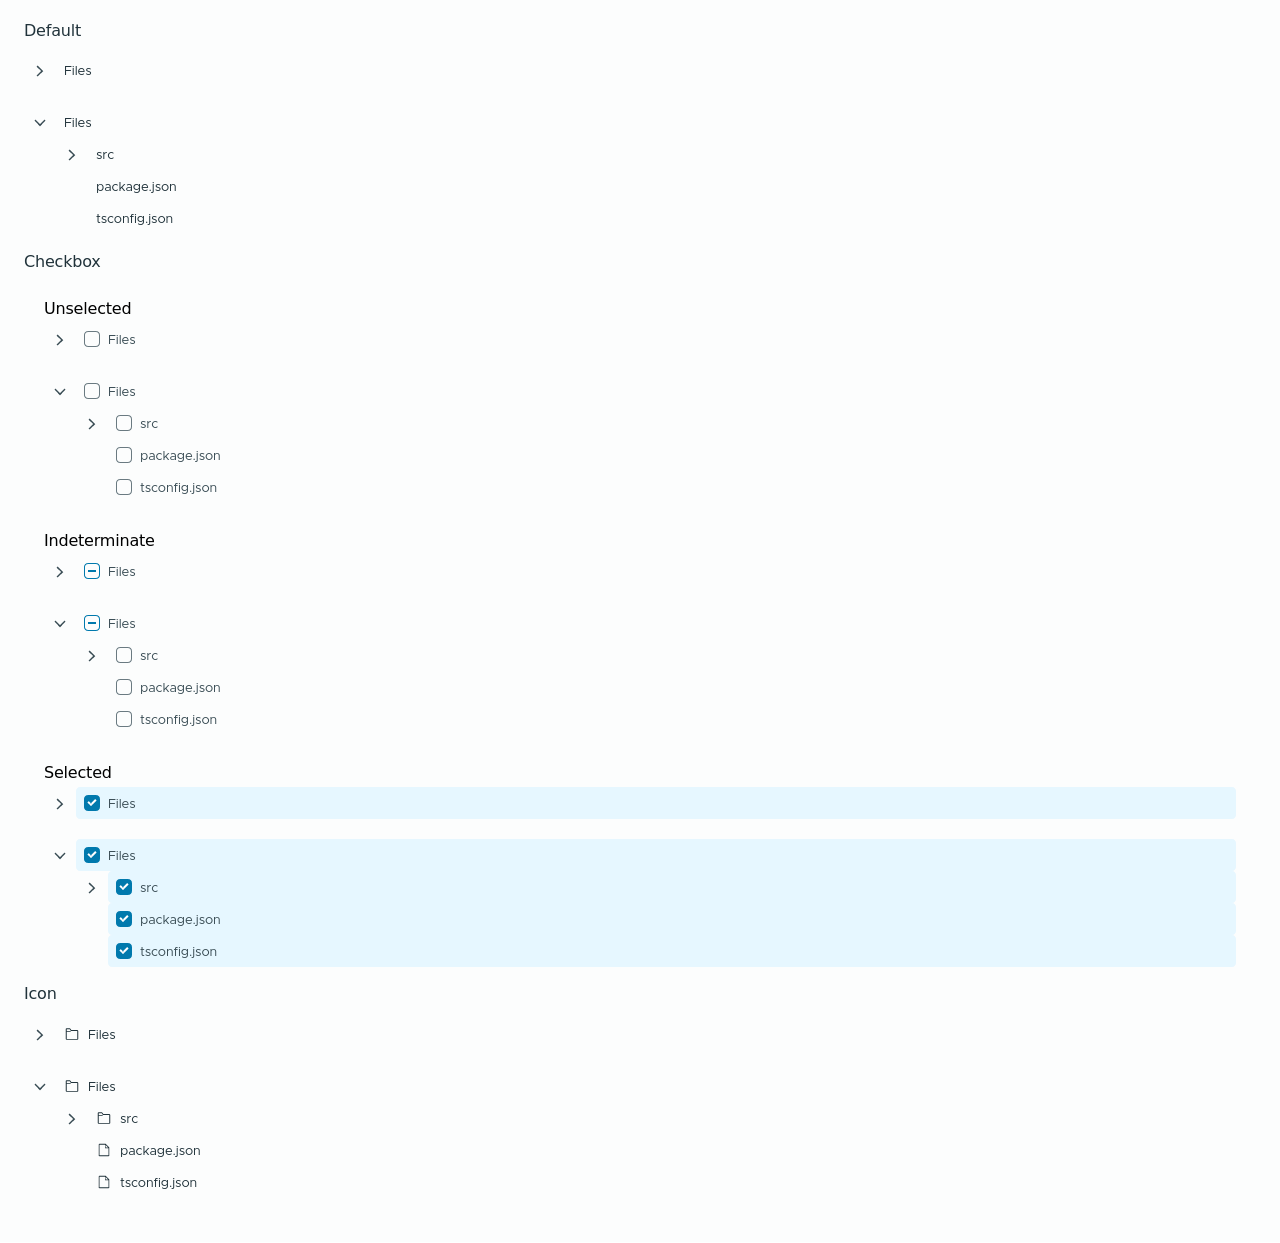 Default
Files
Files
src
package.json
tsconfig.json
Checkbox
Unselected
Files
Files
src
package.json
tsconfig.json
Indeterminate
Files
Files
src
package.json
tsconfig.json
Selected
Files
Files
src
package.json
tsconfig.json
Icon
Files
Files
src
package.json
tsconfig.json